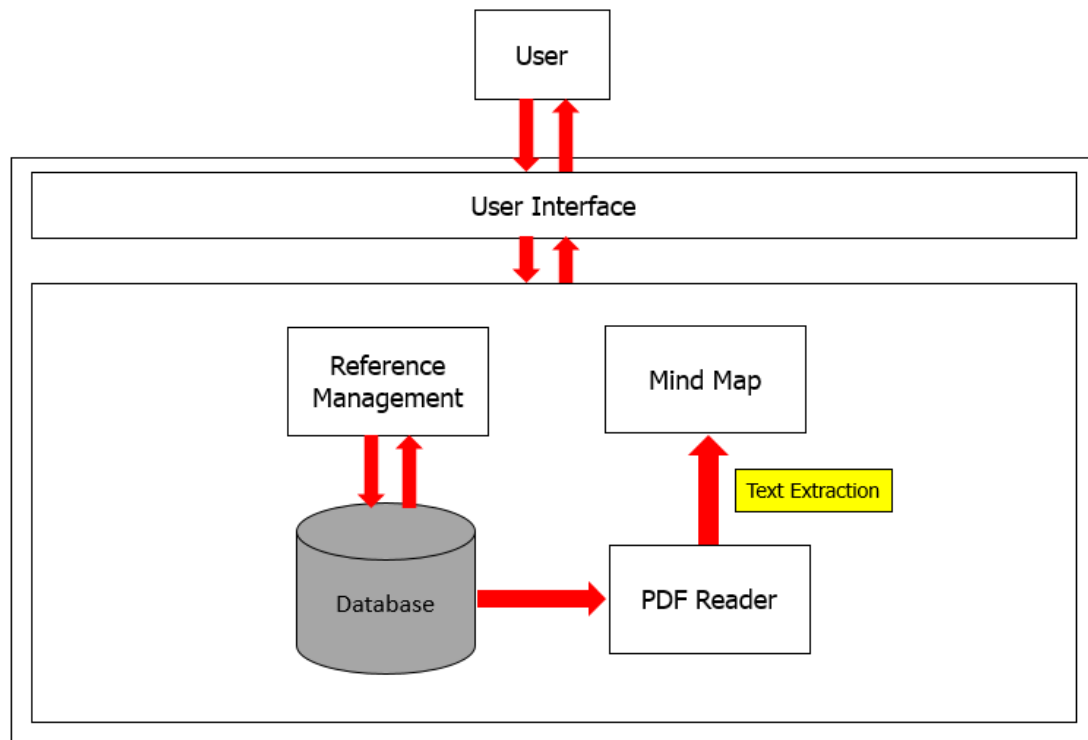 User
User Interface
Reference
Management
Mind Map
Text Extraction
Database
PDF Reader